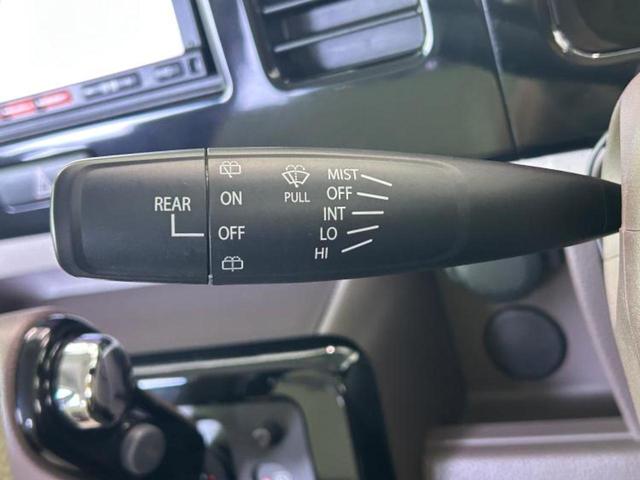 REAR
ON
OFF
PULL
MIST
OFF
INT
LO
HI